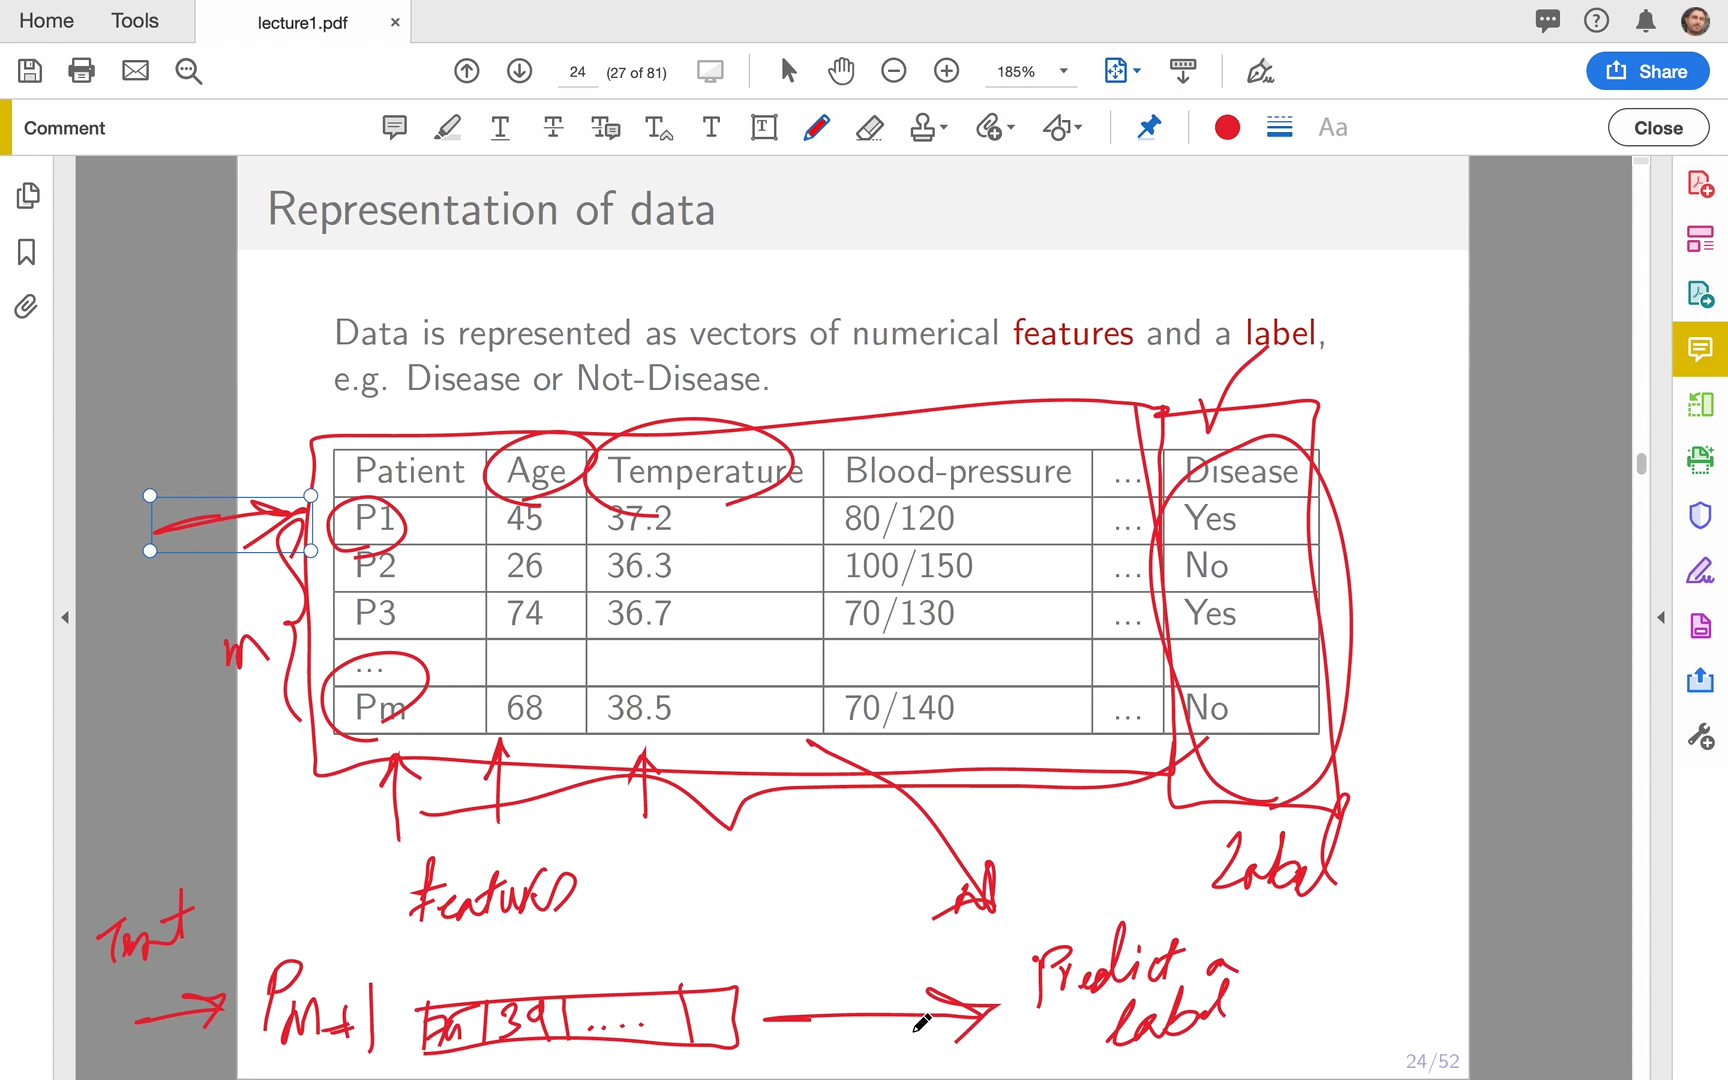 Home Tools lecture1.pdf ×
24 (27 of 81) 185% Share
Comment Aa Close
Representation of data
Data is represented as vectors of numerical features and a label,
e.g. Disease or Not-Disease.
Patient Age Temperature Blood-pressure ... Disease
P1 45 37.2 80/120 ... Yes
P2 26 36.3 100/150 ... No
P3 74 36.7 70/130 ... Yes
m
...
Pm 68 38.5 70/140 ... No
Label
Features
Test
Predict a
label
Pm+1 39 ....
24/52